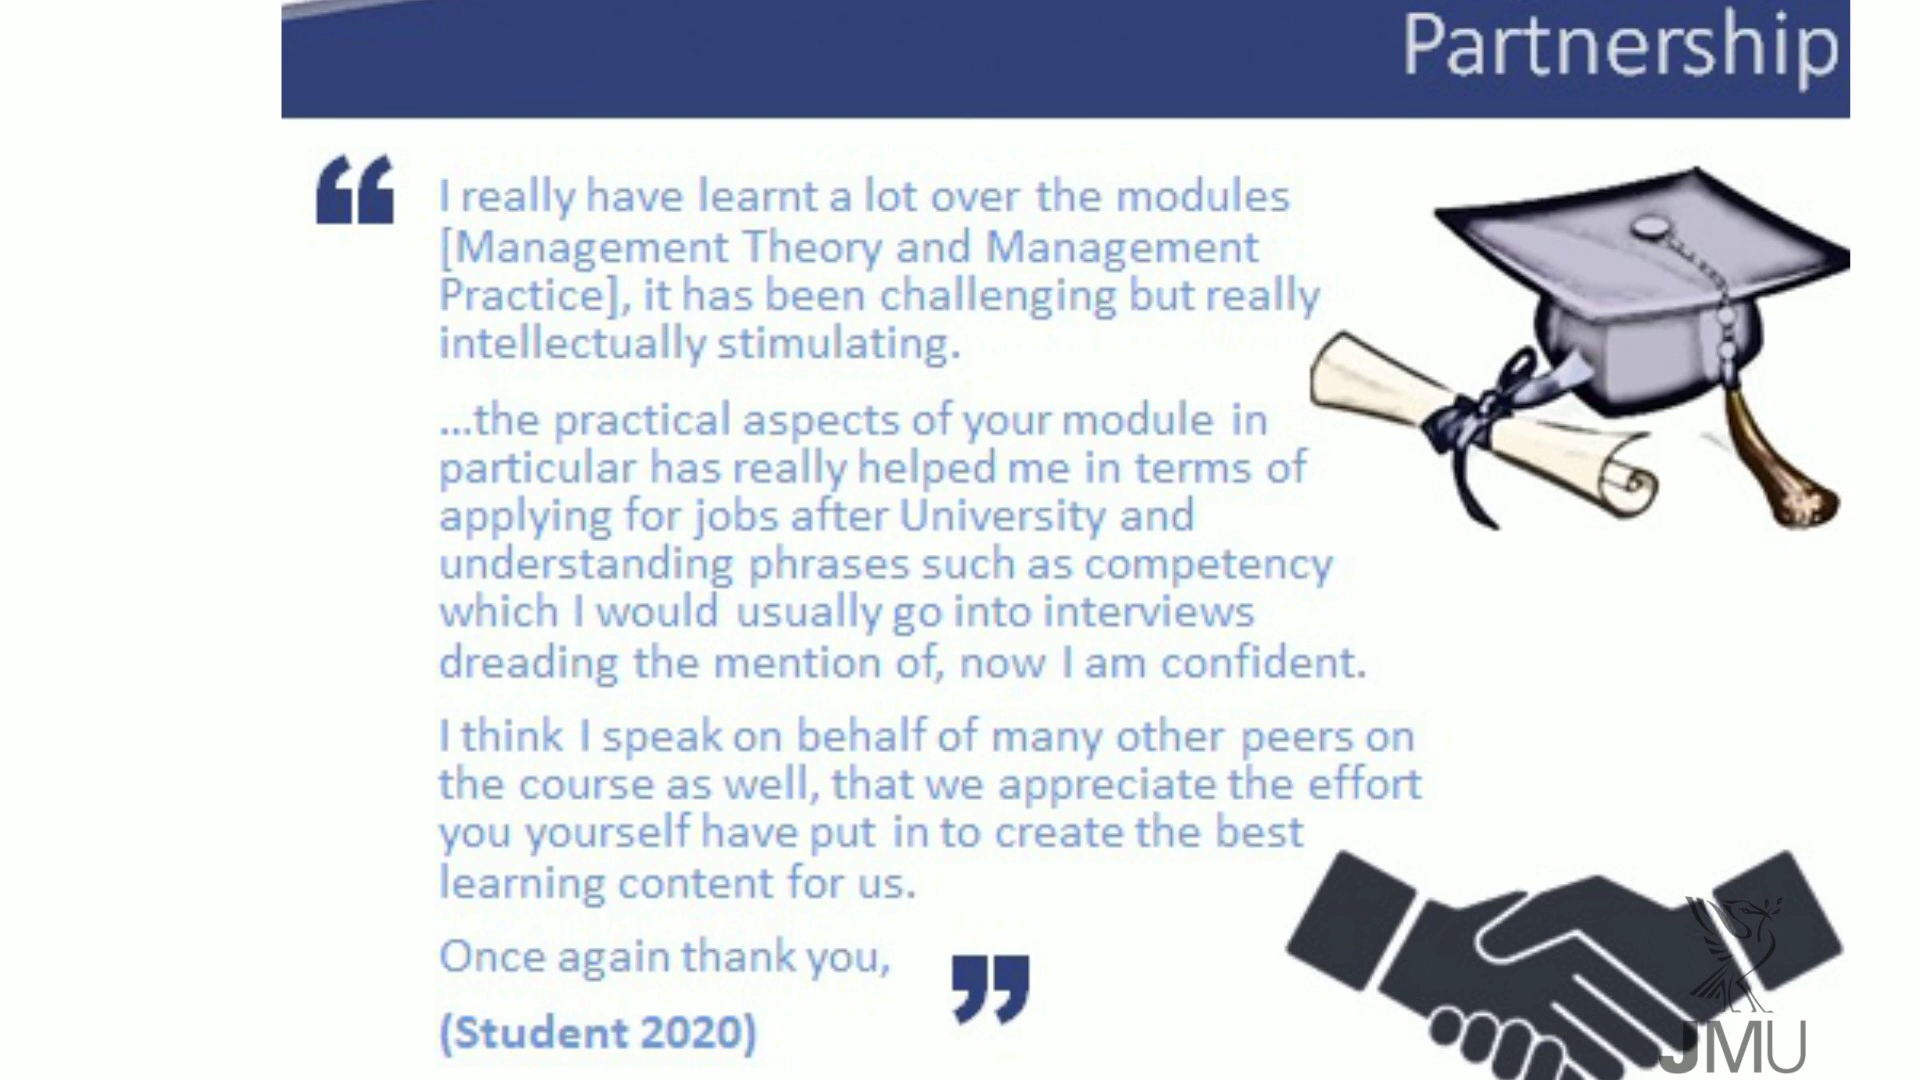 Partnership
“
I really have learnt a lot over the modules
[Management Theory and Management
Practice], it has been challenging but really
intellectually stimulating.
...the practical aspects of your module in
particular has really helped me in terms of
applying for jobs after University and
understanding phrases such as competency
which I would usually go into interviews
dreading the mention of, now I am confident.
I think I speak on behalf of many other peers on
the course as well, that we appreciate the effort
you yourself have put in to create the best
learning content for us.
Once again thank you,
”
(Student 2020)
JMU